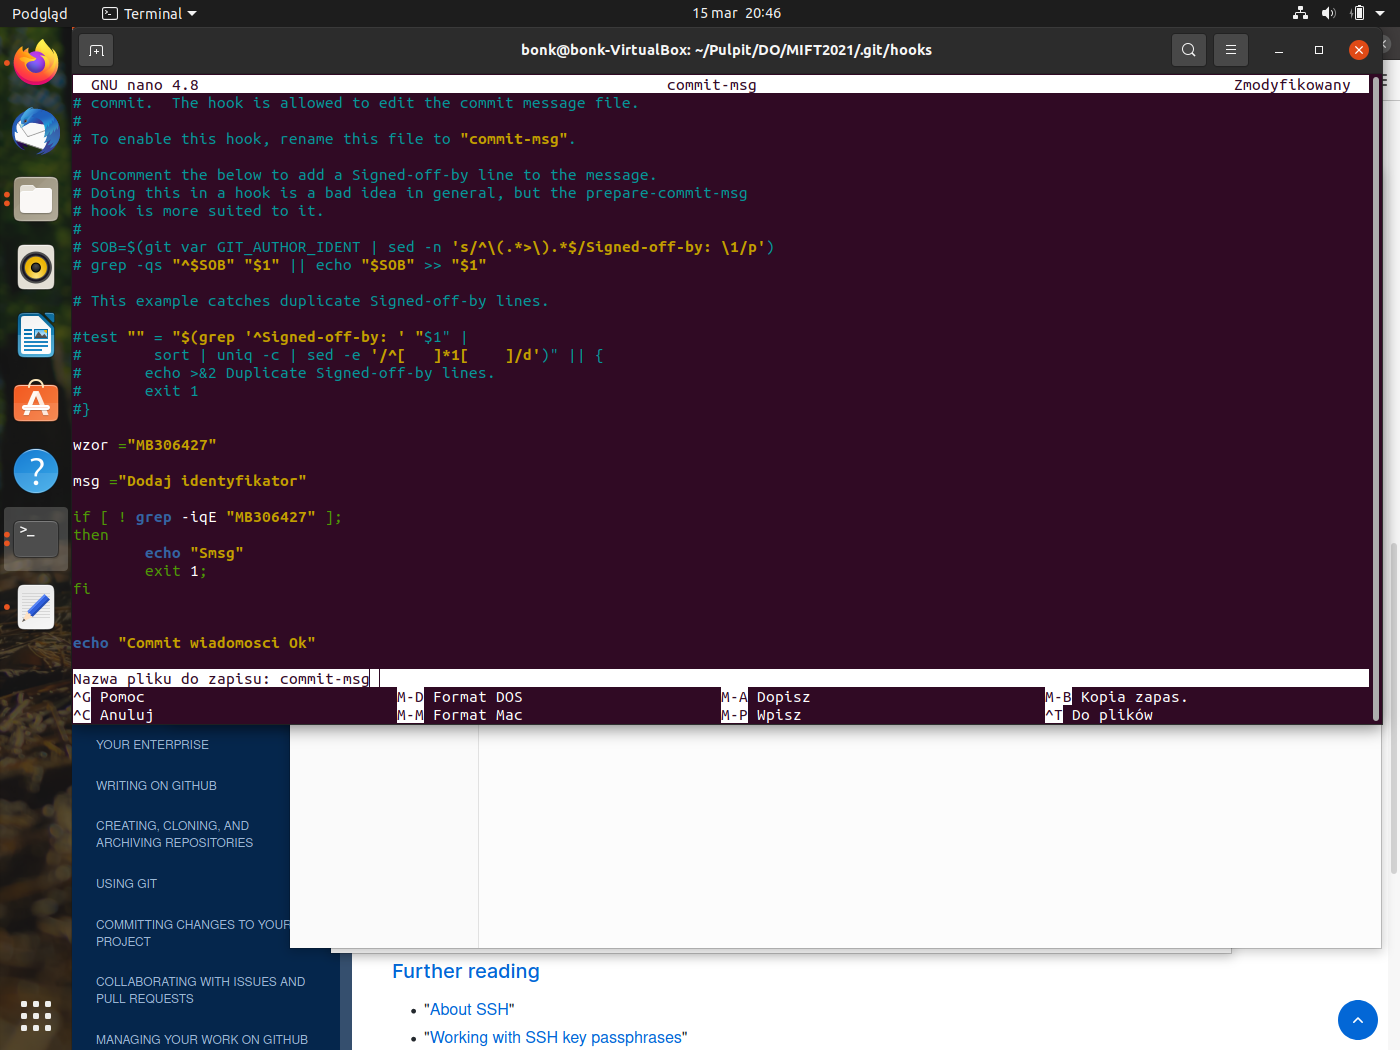 Podgląd Terminal 15 mar 20:46
bonk@bonk-VirtualBox: ~/Pulpit/DO/MIFT2021/.git/hooks
GNU nano 4.8 commit-msg Zmodyfikowany
# commit.  The hook is allowed to edit the commit message file.
#
# To enable this hook, rename this file to "commit-msg".
# Uncomment the below to add a Signed-off-by line to the message.
# Doing this in a hook is a bad idea in general, but the prepare-commit-msg
# hook is more suited to it.
#
# SOB=$(git var GIT_AUTHOR_IDENT | sed -n 's/^\(.*>\).*$/Signed-off-by: \1/p')
# grep -qs "^$SOB" "$1" || echo "$SOB" >> "$1"
# This example catches duplicate Signed-off-by lines.
#test "" = "$(grep '^Signed-off-by: ' "$1" |
#        sort | uniq -c | sed -e '/^[   ]*1[    ]/d')" || {
#       echo >&2 Duplicate Signed-off-by lines.
#       exit 1
#}
wzor ="MB306427"
msg ="Dodaj identyfikator"
if [ ! grep -iqE "MB306427" ];
then
echo "Smsg"
exit 1;
fi
echo "Commit wiadomosci Ok"
Nazwa pliku do zapisu: commit-msg
^G Pomoc M-D Format DOS M-A Dopisz M-B Kopia zapas.
^C Anuluj M-M Format Mac M-P Wpisz ^T Do plików
YOUR ENTERPRISE
WRITING ON GITHUB
CREATING, CLONING, AND
ARCHIVING REPOSITORIES
USING GIT
COMMITTING CHANGES TO YOUR
PROJECT
COLLABORATING WITH ISSUES AND
PULL REQUESTS
MANAGING YOUR WORK ON GITHUB
Further reading
• "About SSH"
• "Working with SSH key passphrases"